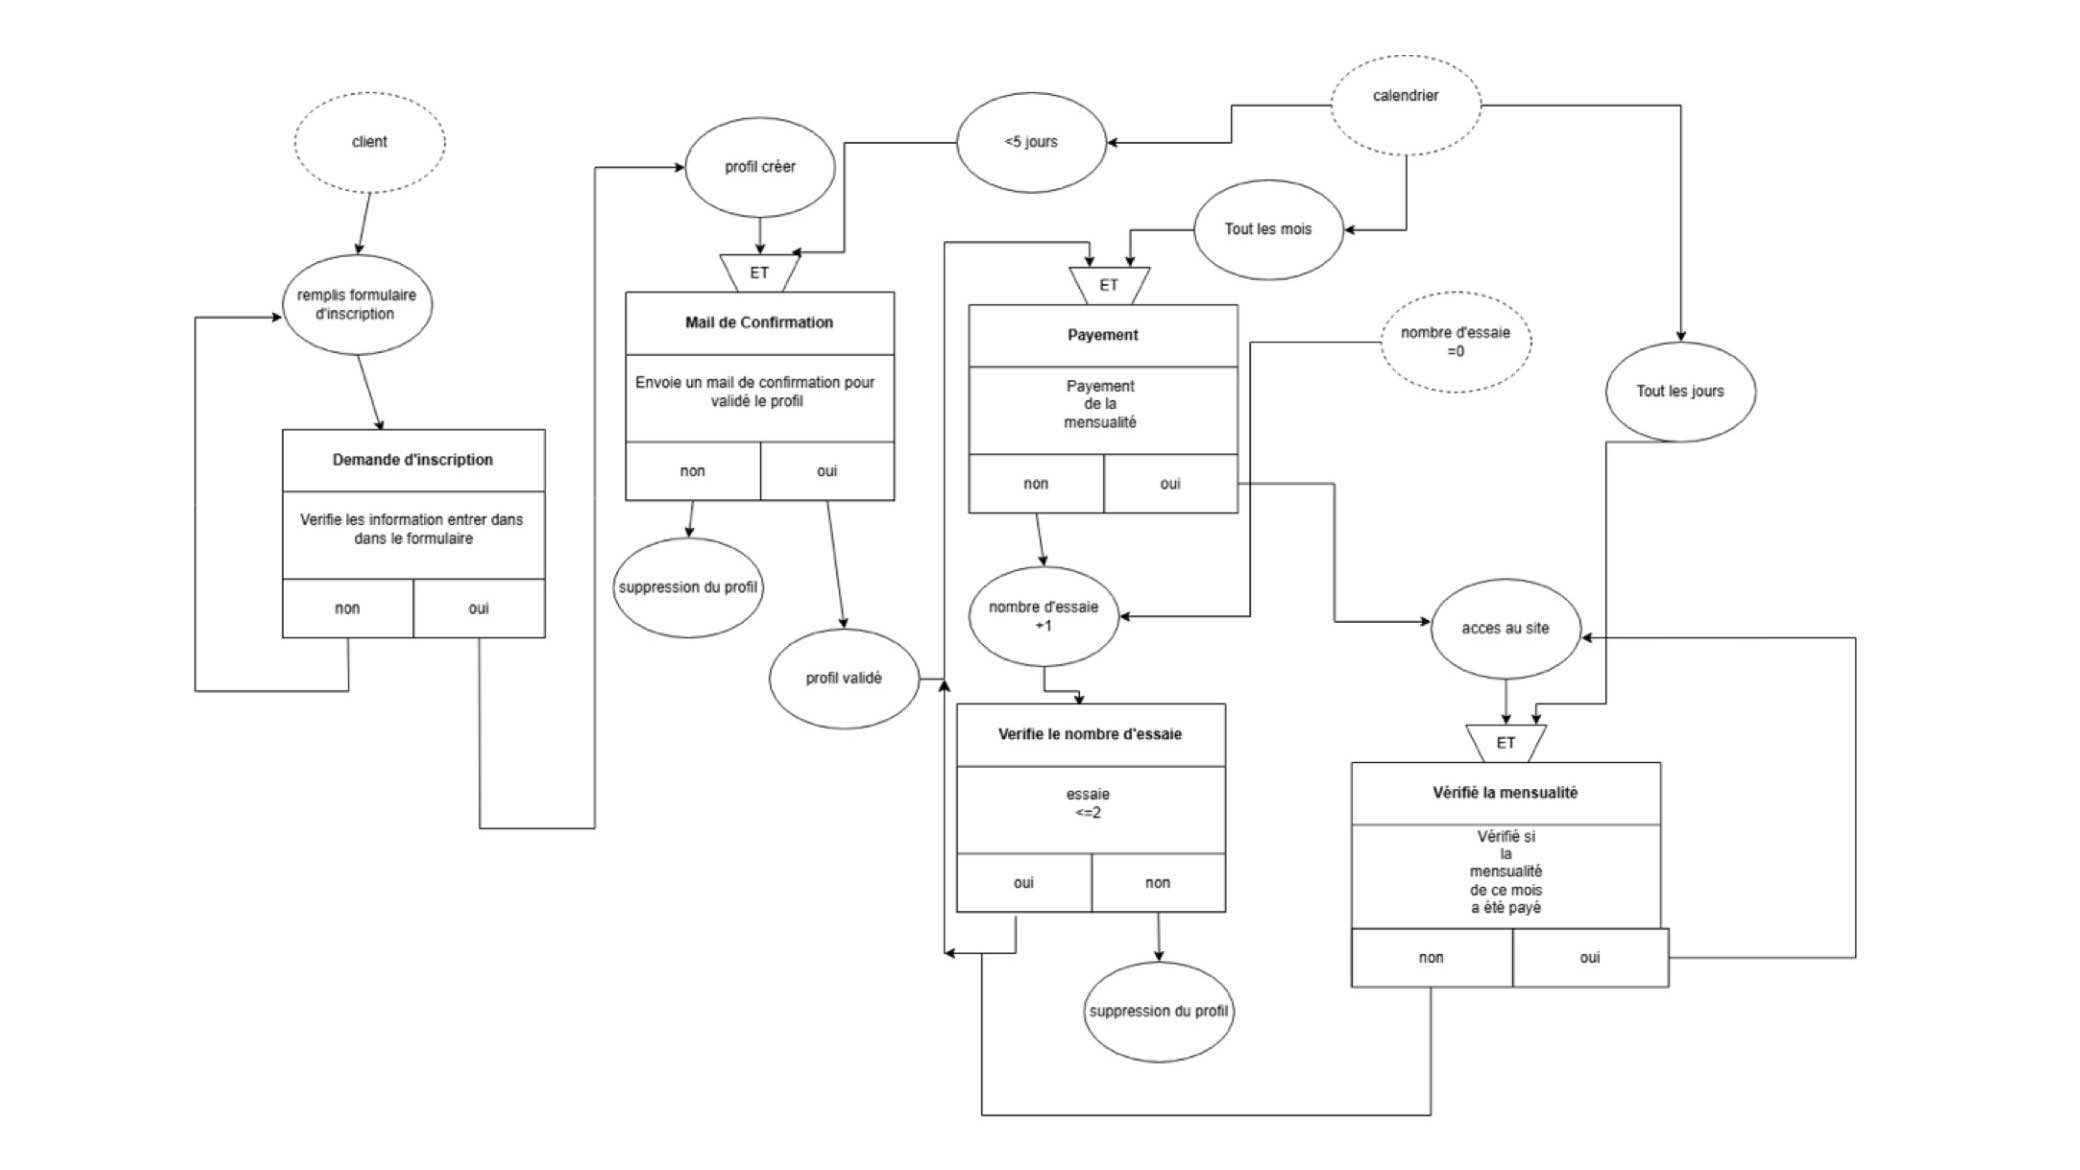 calendrier
client
<5 jours
profil créer
Tout les mois
ET
ET
remplis formulaire
d'inscription
Mail de Confirmation
Payement
nombre d'essaie
=0
Envoie un mail de confirmation pour
validé le profil
Payement
de la
mensualité
Tout les jours
Demande d'inscription
non
oui
non
oui
Verifie les information entrer dans
dans le formulaire
suppression du profil
nombre d'essaie
+1
non
oui
acces au site
profil validé
Verifie le nombre d'essaie
ET
essaie
<=2
Vérifié la mensualité
Vérifié si
la
mensualité
de ce mois
a été payé
oui
non
non
oui
suppression du profil